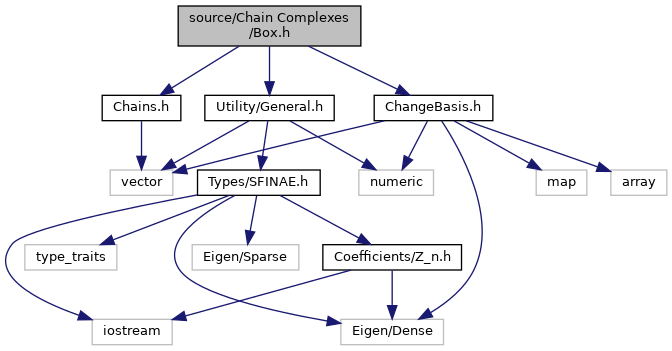 source/Chain Complexes
/Box.h
Chains.h
Utility/General.h
ChangeBasis.h
vector
Types/SFINAE.h
numeric
map
array
type_traits
Eigen/Sparse
Coefficients/Z_n.h
iostream
Eigen/Dense